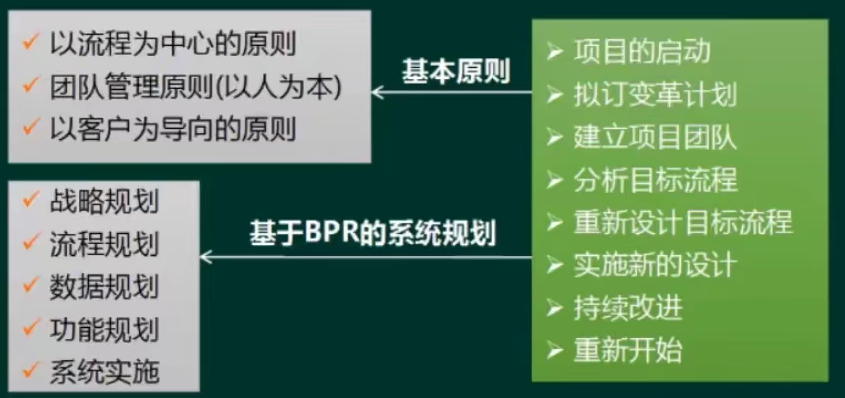 以流程为中心的原则
团队管理原则(以人为本)
以客户为导向的原则
基本原则
战略规划
流程规划
数据规划
功能规划
系统实施
基于BPR的系统规划
项目的启动
拟订变革计划
建立项目团队
分析目标流程
重新设计目标流程
实施新的设计
持续改进
重新开始